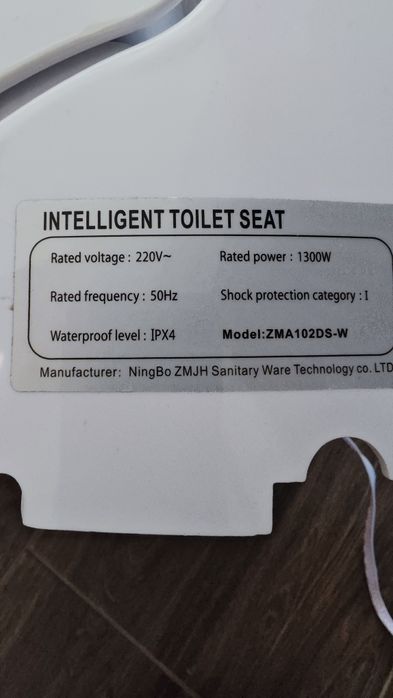 INTELLIGENT TOILET SEAT
Rated voltage : 220V~ Rated power : 1300W
Rated frequency : 50Hz Shock protection category : I
Waterproof level : IPX4 Model:ZMA102DS-W
Manufacturer: NingBo ZMJH Sanitary Ware Technology co. LTD